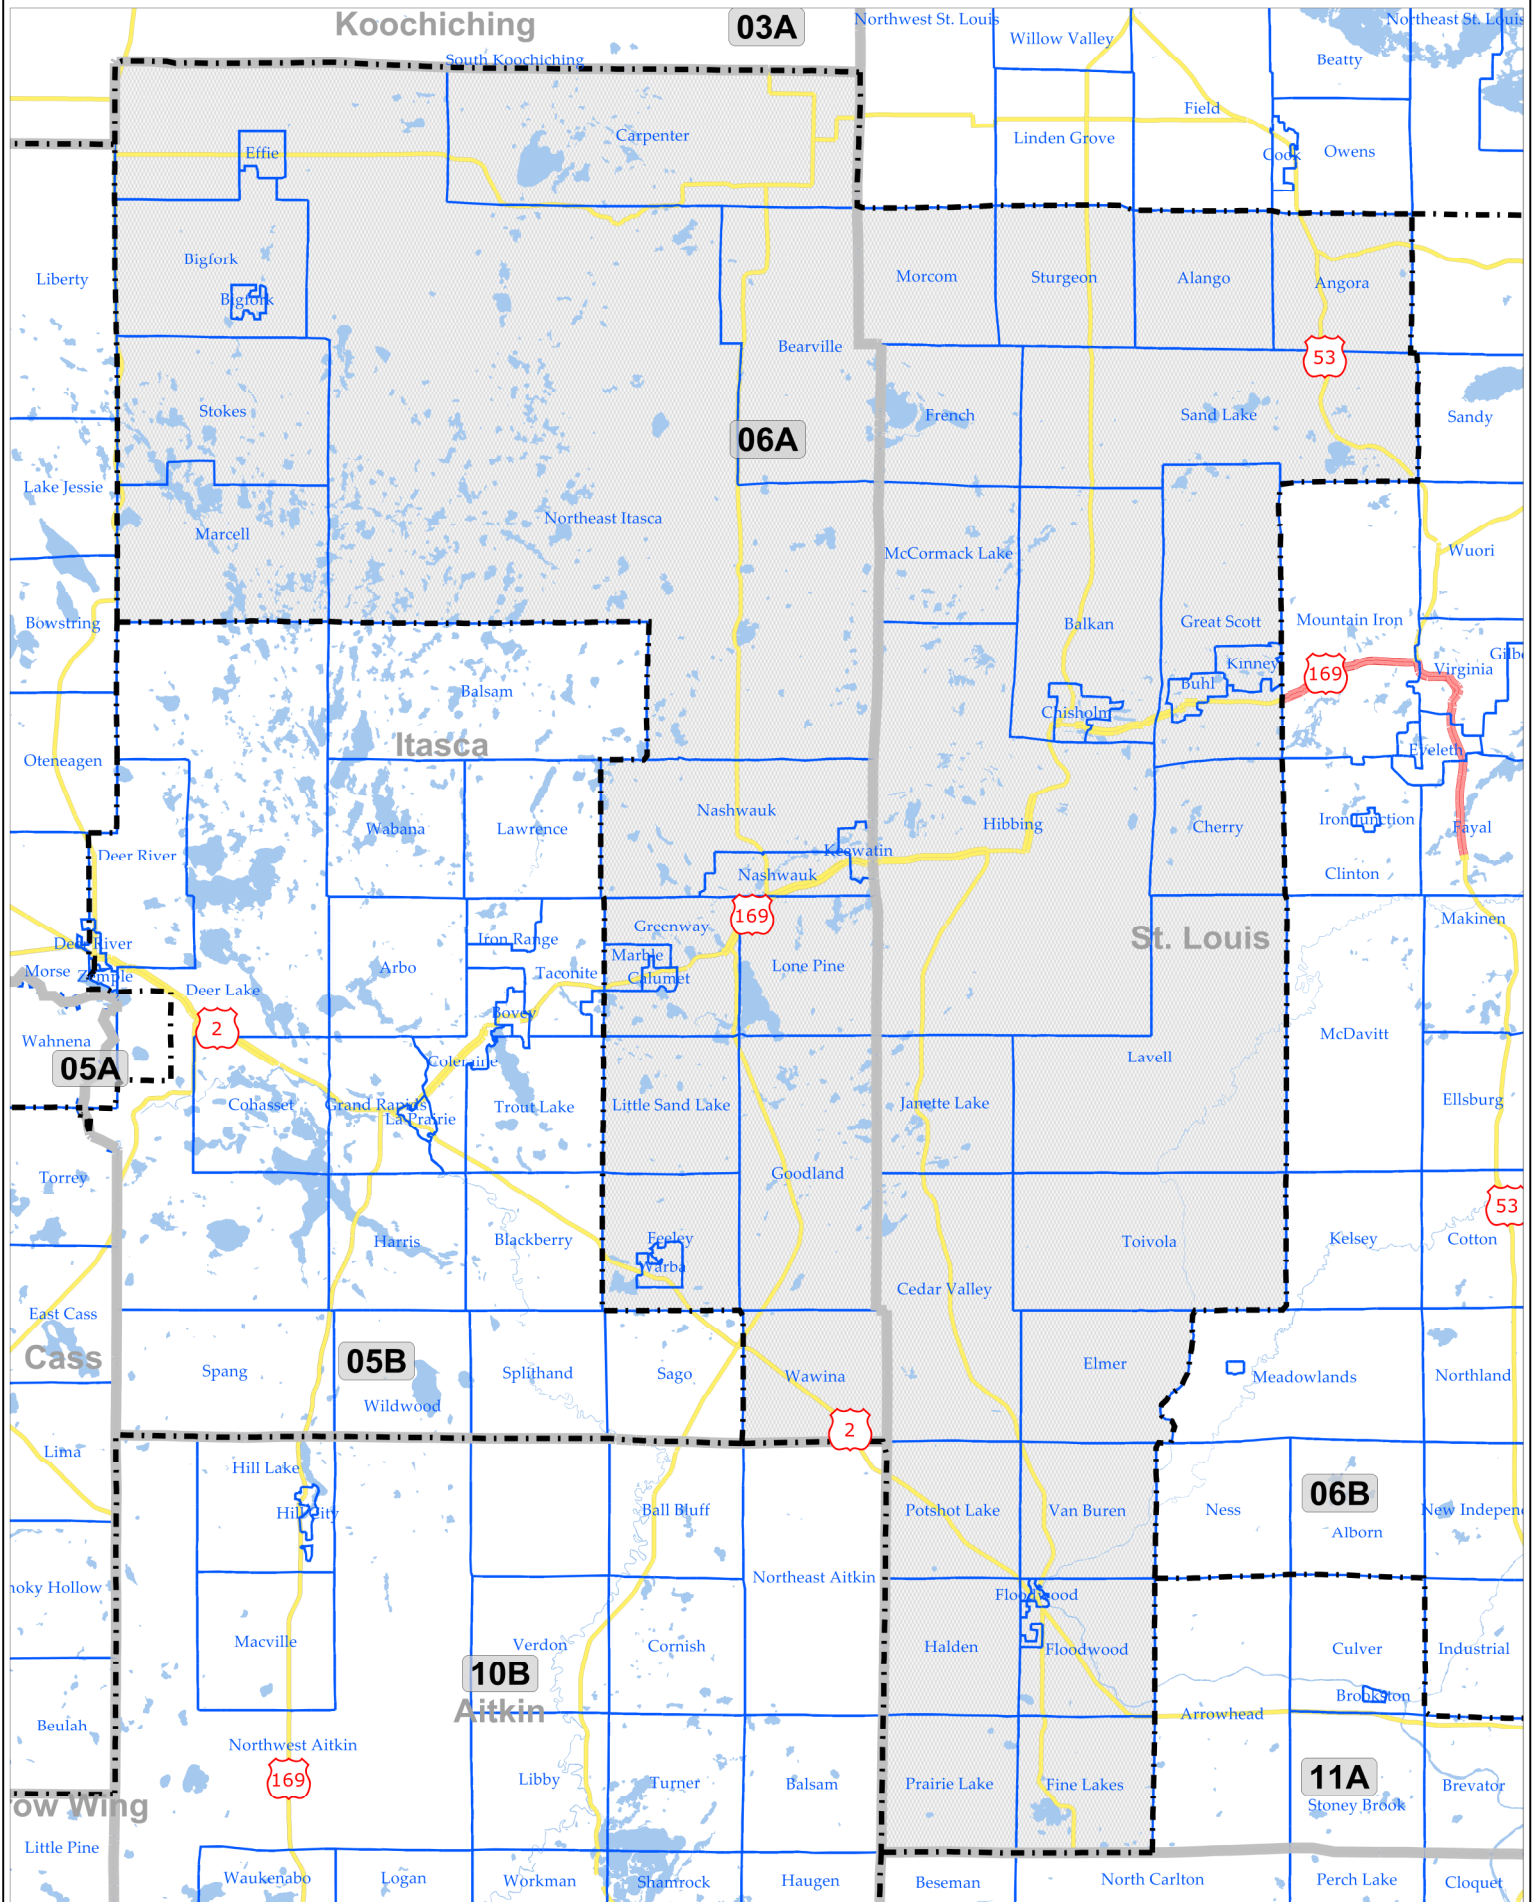 Koochiching
03A
Northwest St. Louis
Northeast St. Louis
Willow Valley
South Koochiching
Beatty
Field
Carpenter
Linden Grove
Effie
Cook
Owens
Bigfork
Liberty
Morcom
Sturgeon
Alango
Angora
Bigfork
Bearville
53
Stokes
French
Sand Lake
Sandy
06A
Lake Jessie
Northeast Itasca
Marcell
McCormack Lake
Wuori
Bowstring
Balkan
Great Scott
Mountain Iron
Gilbe
Kinney
Virginia
169
Balsam
Buhl
Chisholm
Itasca
Eveleth
Oteneagen
Nashwauk
Wabana
Lawrence
Hibbing
Cherry
Iron Junction
Fayal
Deer River
Keewatin
Nashwauk
Clinton
169
Makinen
Greenway
Iron Range
St. Louis
Deer River
Marble
Arbo
Lone Pine
Morse
Zemple
Taconite
Calumet
Deer Lake
Bovey
2
McDavitt
Wahnena
Coleraine
Lavell
05A
Cohasset
Grand Rapids
Trout Lake
Little Sand Lake
Janette Lake
Ellsburg
La Prairie
Torrey
Goodland
53
Harris
Blackberry
Feeley
Toivola
Kelsey
Cotton
Warba
Cedar Valley
East Cass
Cass
05B
Spang
Splithand
Sago
Wawina
Elmer
Meadowlands
Northland
Wildwood
2
Lima
Hill Lake
06B
Hill City
Ball Bluff
Potshot Lake
Van Buren
Ness
New Indepen
Alborn
Northeast Aitkin
oky Hollow
Floodwood
Macville
Verdon
Cornish
Halden
Floodwood
Culver
Industrial
10B
Brookston
Aitkin
Beulah
Arrowhead
Northwest Aitkin
169
Libby
Turner
Balsam
Prairie Lake
Fine Lakes
11A
Brevator
row Wing
Stoney Brook
Little Pine
Waukenabo
Logan
Workman
Shamrock
Haugen
Beseman
North Carlton
Perch Lake
Cloquet